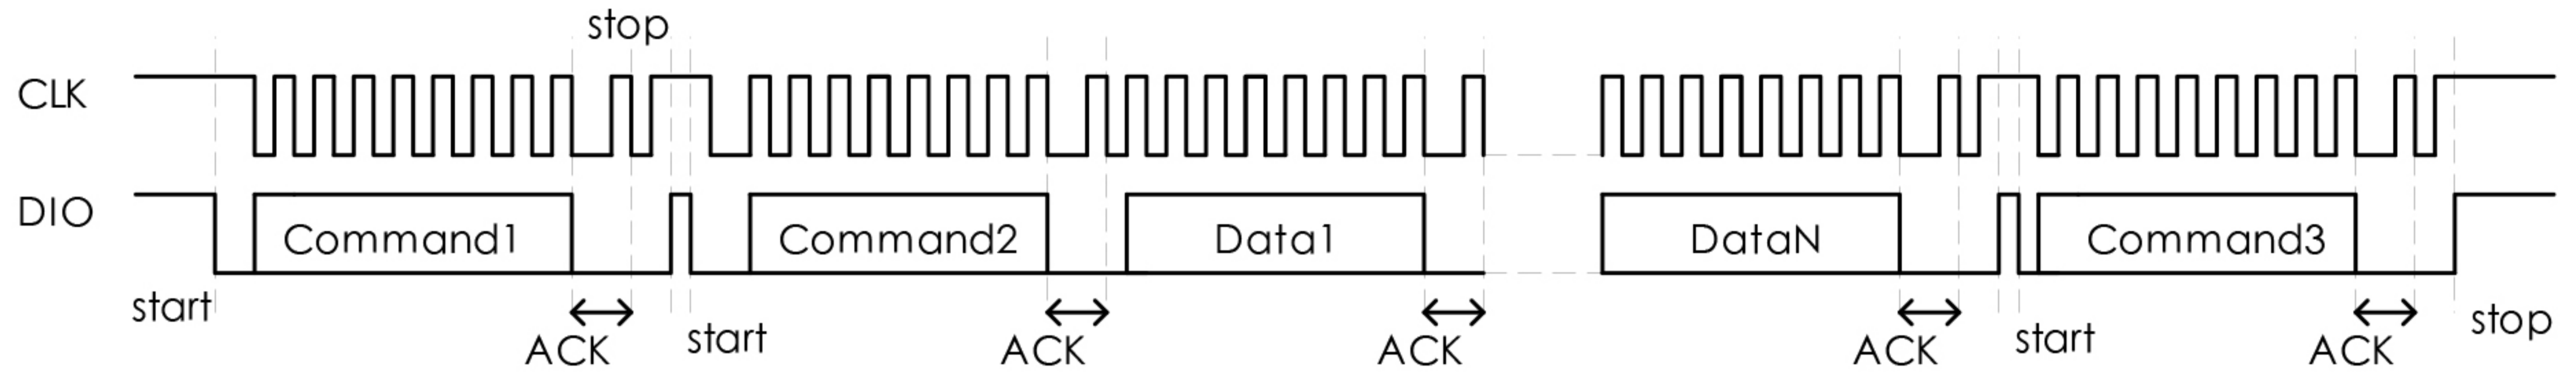 stop
CLK
DIO
Command1
Command2
Data1
DataN
Command3
start
ACK
start
ACK
ACK
ACK
start
ACK
stop